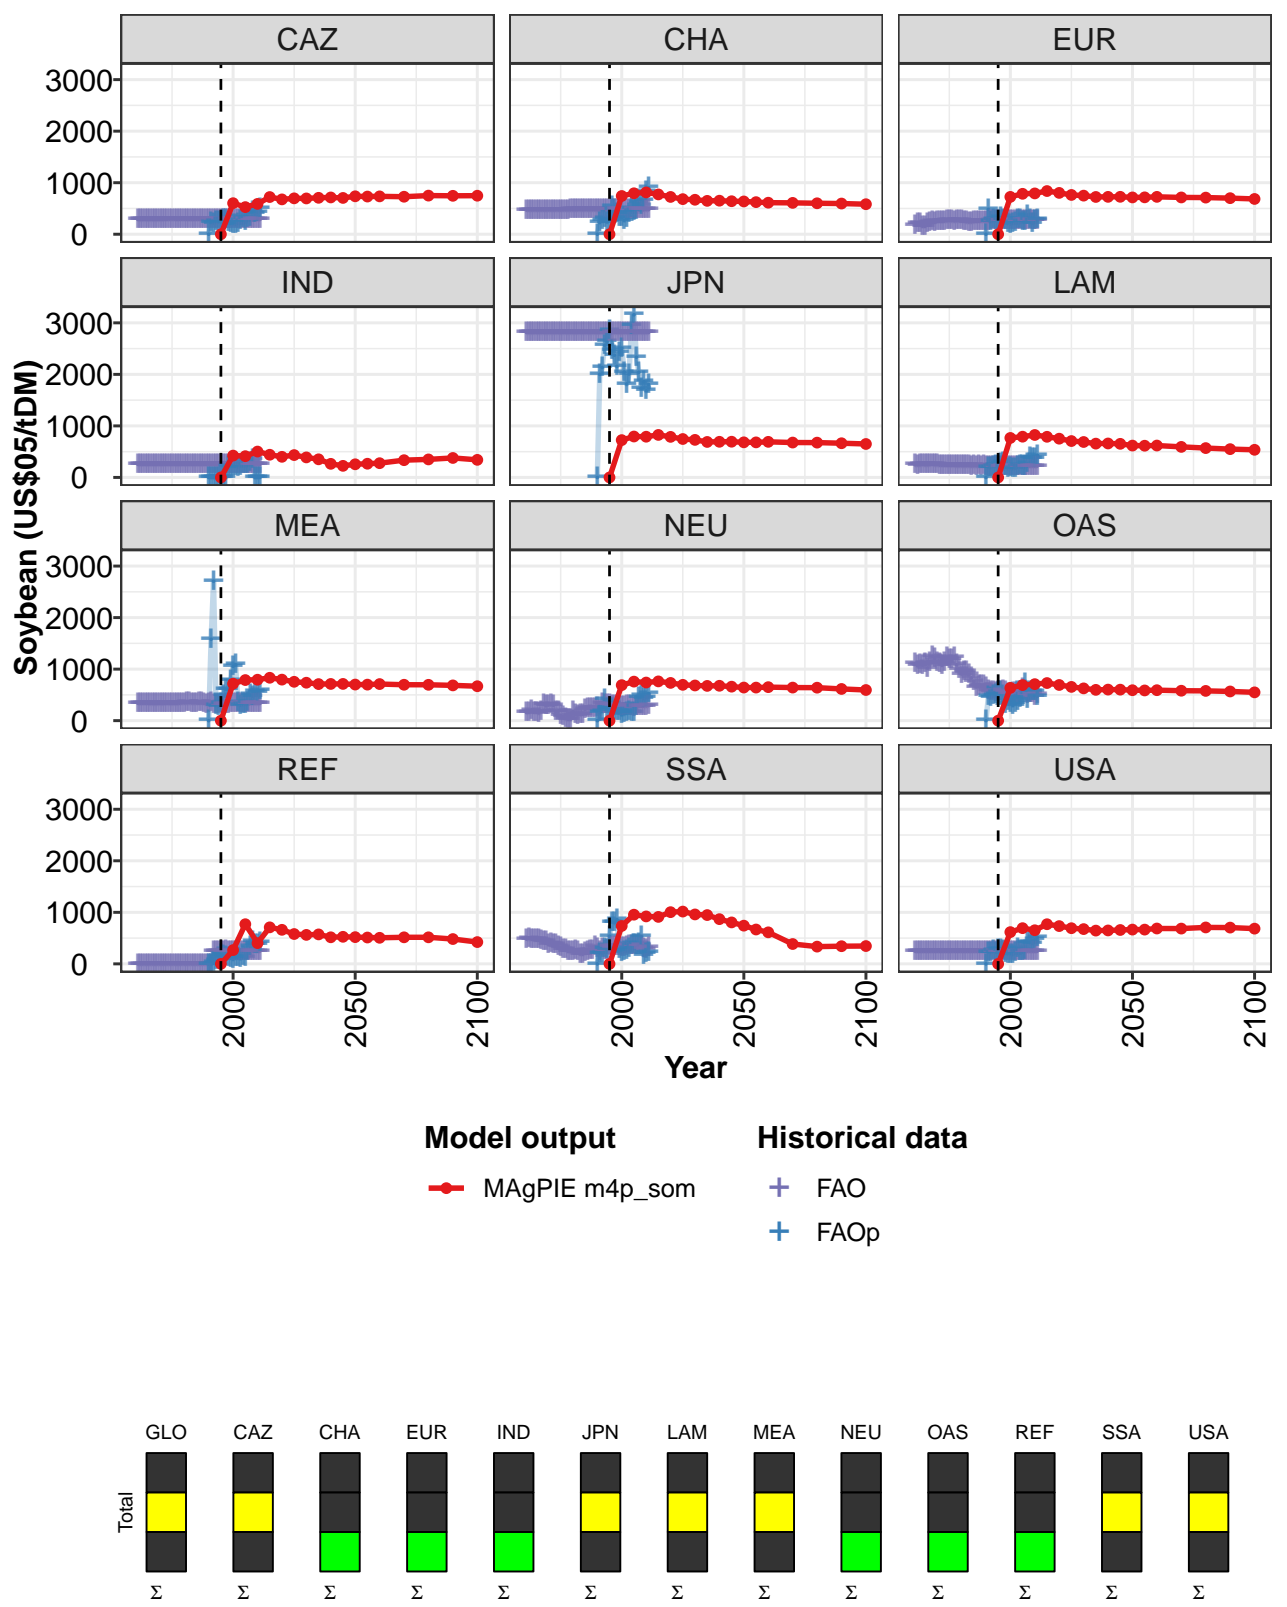 CAZ CHA EUR
3000
2000
1000
0
IND JPN LAM
3000
2000
1000
0
Soybean (US$05/tDM)
MEA NEU OAS
3000
2000
1000
0
REF SSA USA
3000
2000
1000
0
2000 2050 2100 2000 2050 2100 2000 2050 2100
Year
Model output
MAgPIE m4p_som
Historical data
FAO
FAOp
GLO CAZ CHA EUR IND JPN LAM MEA NEU OAS REF SSA USA
Total
Σ Σ Σ Σ Σ Σ Σ Σ Σ Σ Σ Σ Σ